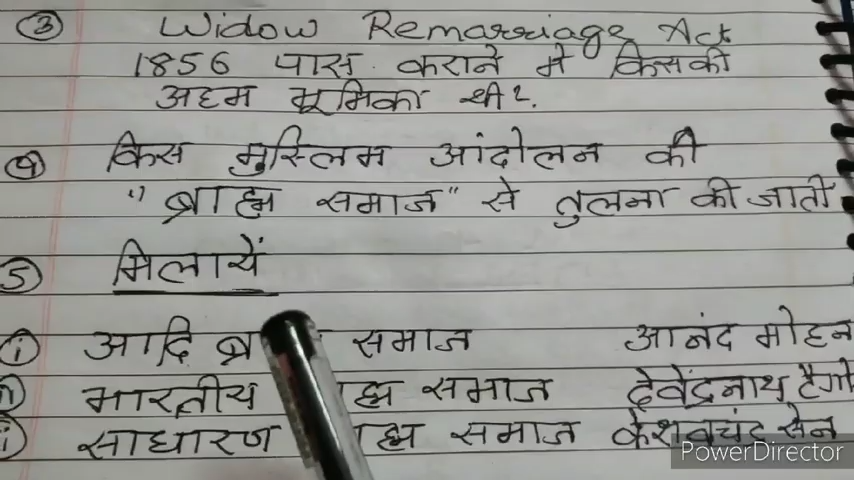 ③ Widow Remarriage Act
1856 पास कराने मे किसकी
अहम भूमिका थी?.
④ किस मुस्लिम आंदोलन की
"ब्राह्म समाज" से तुलना की जाती
⑤ मिलायें
ⓘ आदि समाज आनंद मोहन
भारतीय समाज देवेंद्रनाथ टैगो
साधारण समाज केशवचंद्र सेन
PowerDirector